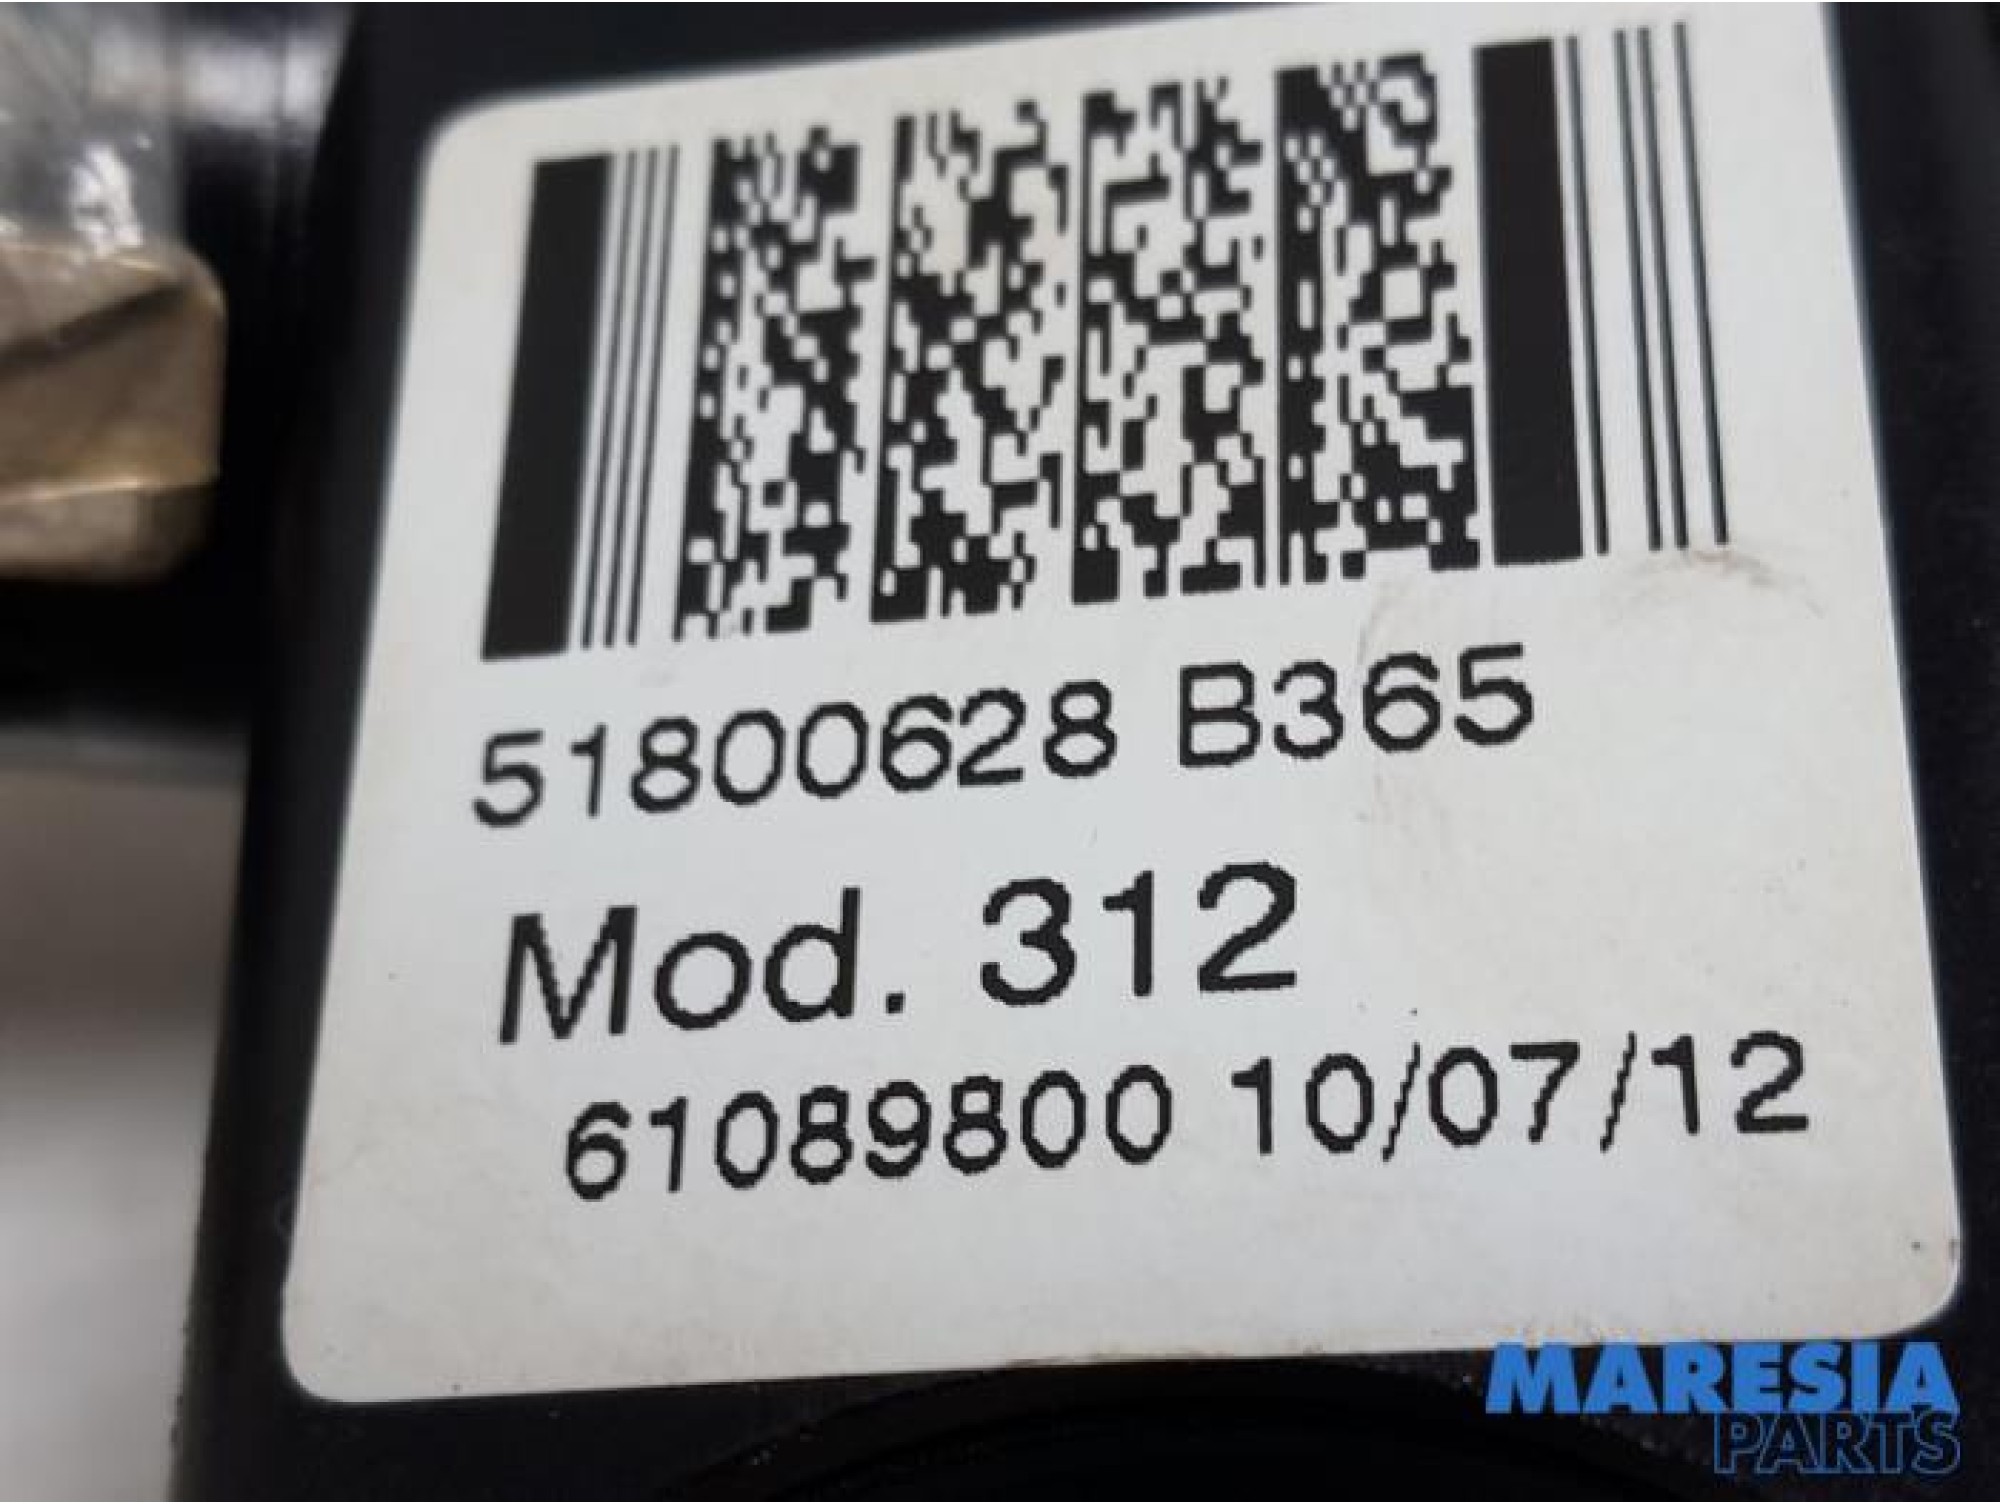 51800628 B365
Mod. 312
61089800 10/07/12
MARESIA
PARTS